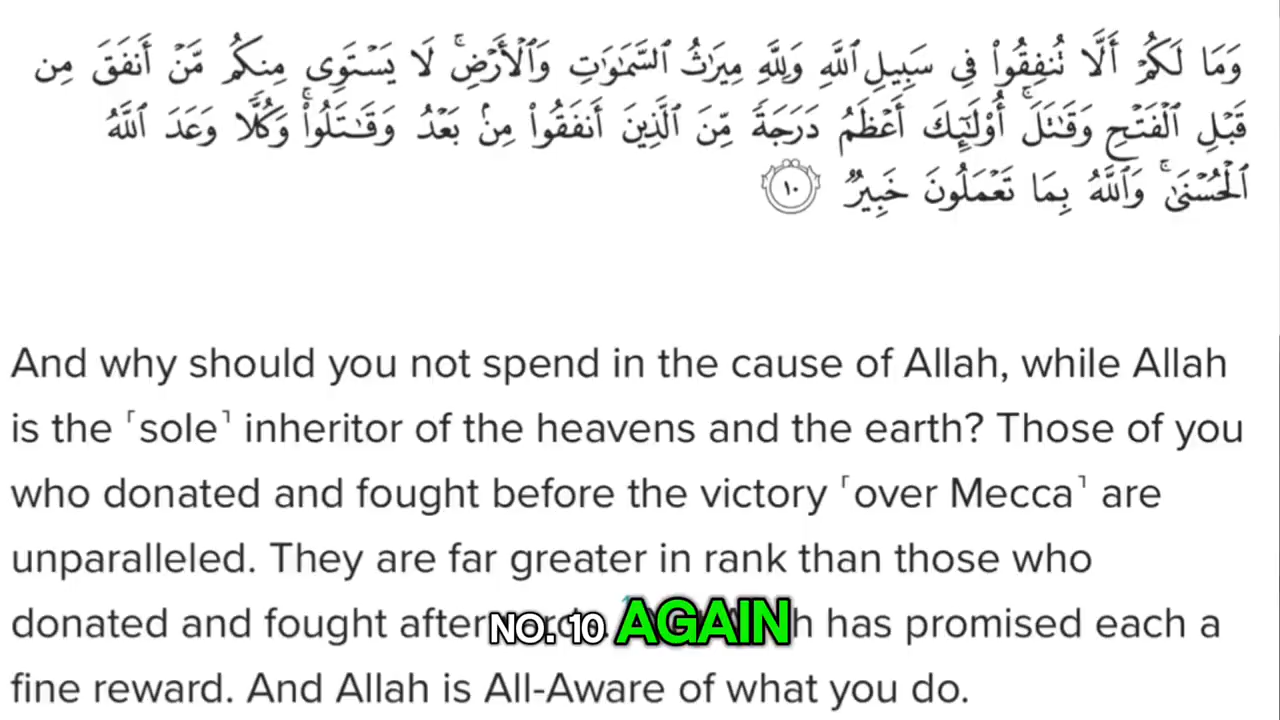 وَمَا لَكُمْ أَلَّا تُنفِقُوا۟ فِى سَبِيلِ ٱللَّهِ وَلِلَّهِ مِيرَٰثُ ٱلسَّمَـٰوَٰتِ وَٱلْأَرْضِ ۚ لَا يَسْتَوِى مِنكُم مَّنْ أَنفَقَ مِن
قَبْلِ ٱلْفَتْحِ وَقَـٰتَلَ ۚ أُو۟لَـٰٓئِكَ أَعْظَمُ دَرَجَةًۭ مِّنَ ٱلَّذِينَ أَنفَقُوا۟ مِنۢ بَعْدُ وَقَـٰتَلُوا۟ ۚ وَكُلًّۭا وَعَدَ ٱللَّهُ
ٱلْحُسْنَىٰ ۚ وَٱللَّهُ بِمَا تَعْمَلُونَ خَبِيرٌۭ ١٠
And why should you not spend in the cause of Allah, while Allah
is the ˹sole˺ inheritor of the heavens and the earth? Those of you
who donated and fought before the victory ˹over Mecca˺ are
unparalleled. They are far greater in rank than those who
donated and fought after NO. 10 AGAIN has promised each a
fine reward. And Allah is All-Aware of what you do.